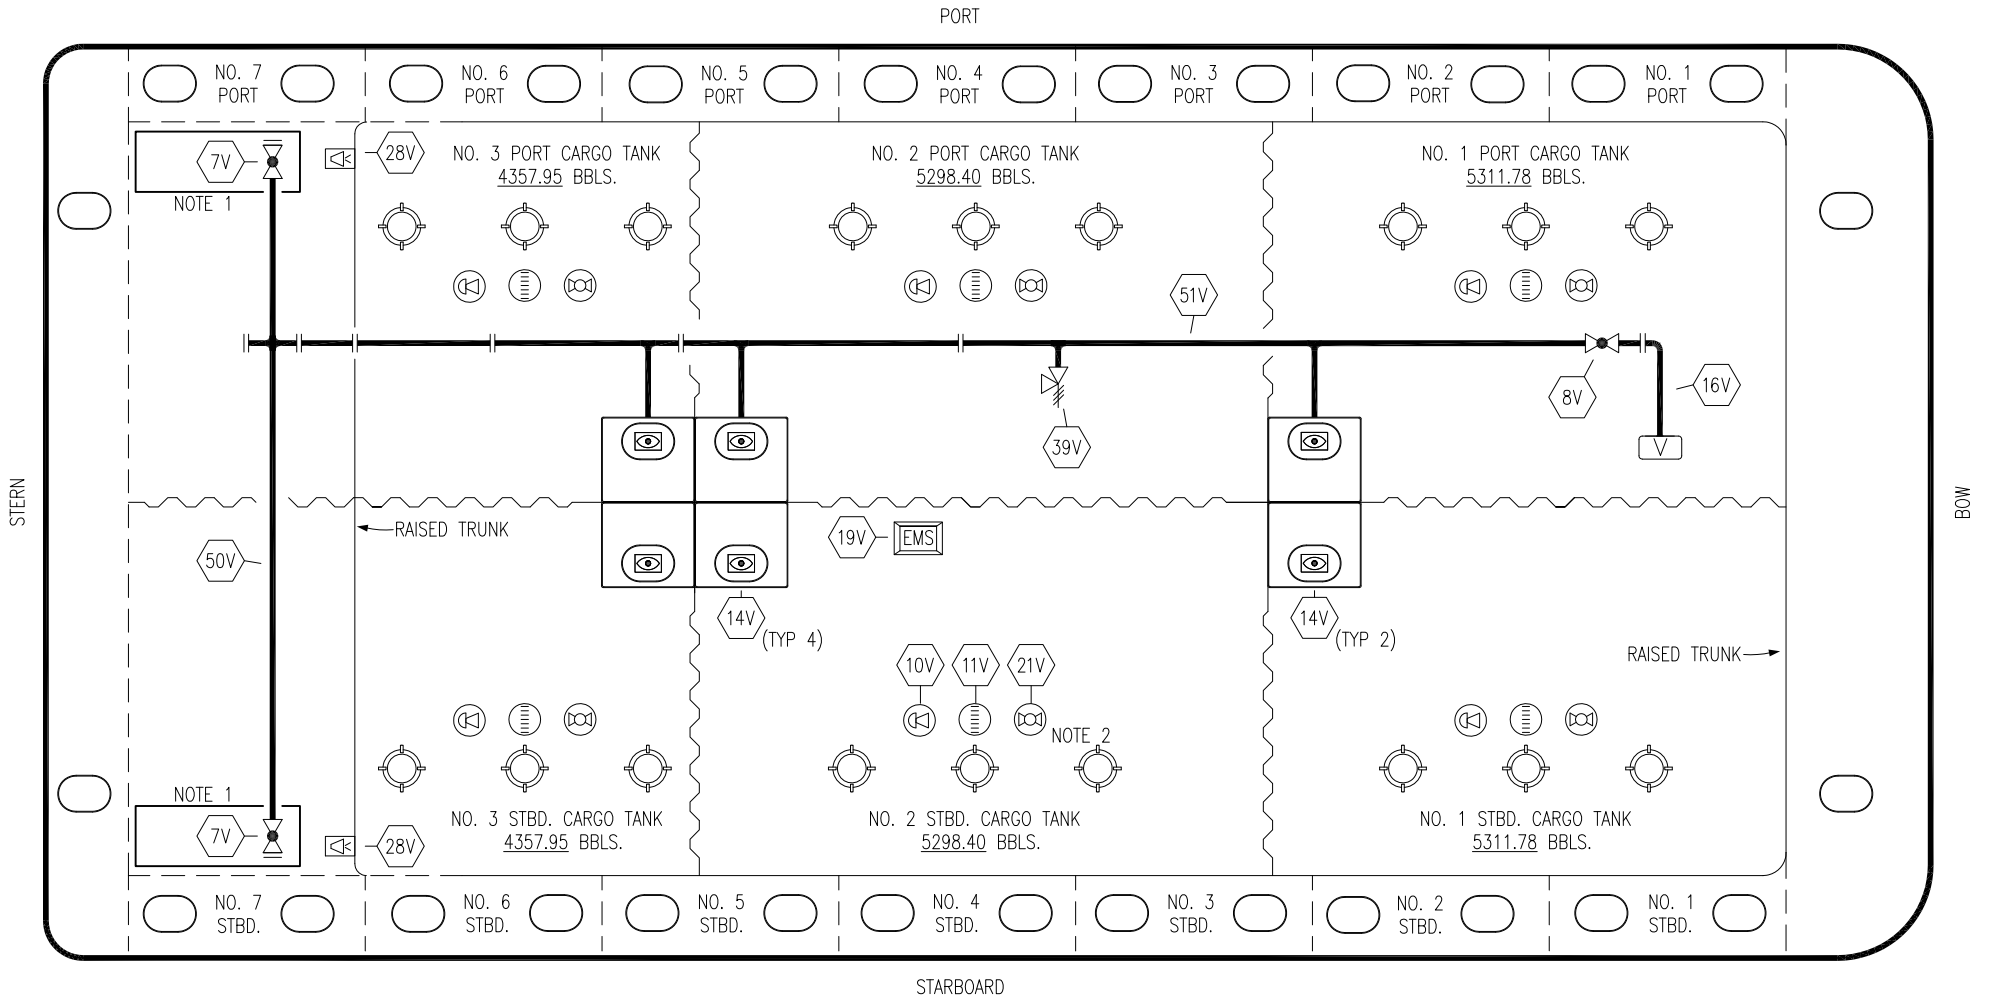 PORT
NO. 7
PORT
NO. 6
PORT
NO. 5
PORT
NO. 4
PORT
NO. 3
PORT
NO. 2
PORT
NO. 1
PORT
7V
NOTE 1
28V
NO. 3 PORT CARGO TANK
4357.95 BBLS.
NO. 2 PORT CARGO TANK
5298.40 BBLS.
NO. 1 PORT CARGO TANK
5311.78 BBLS.
51V
8V
16V
39V
V
STERN
BOW
RAISED TRUNK
19V
EMS
50V
14V
(TYP 4)
14V
(TYP 2)
RAISED TRUNK
10V
11V
21V
NOTE 2
NOTE 1
7V
28V
NO. 3 STBD. CARGO TANK
4357.95 BBLS.
NO. 2 STBD. CARGO TANK
5298.40 BBLS.
NO. 1 STBD. CARGO TANK
5311.78 BBLS.
NO. 7
STBD.
NO. 6
STBD.
NO. 5
STBD.
NO. 4
STBD.
NO. 3
STBD.
NO. 2
STBD.
NO. 1
STBD.
STARBOARD